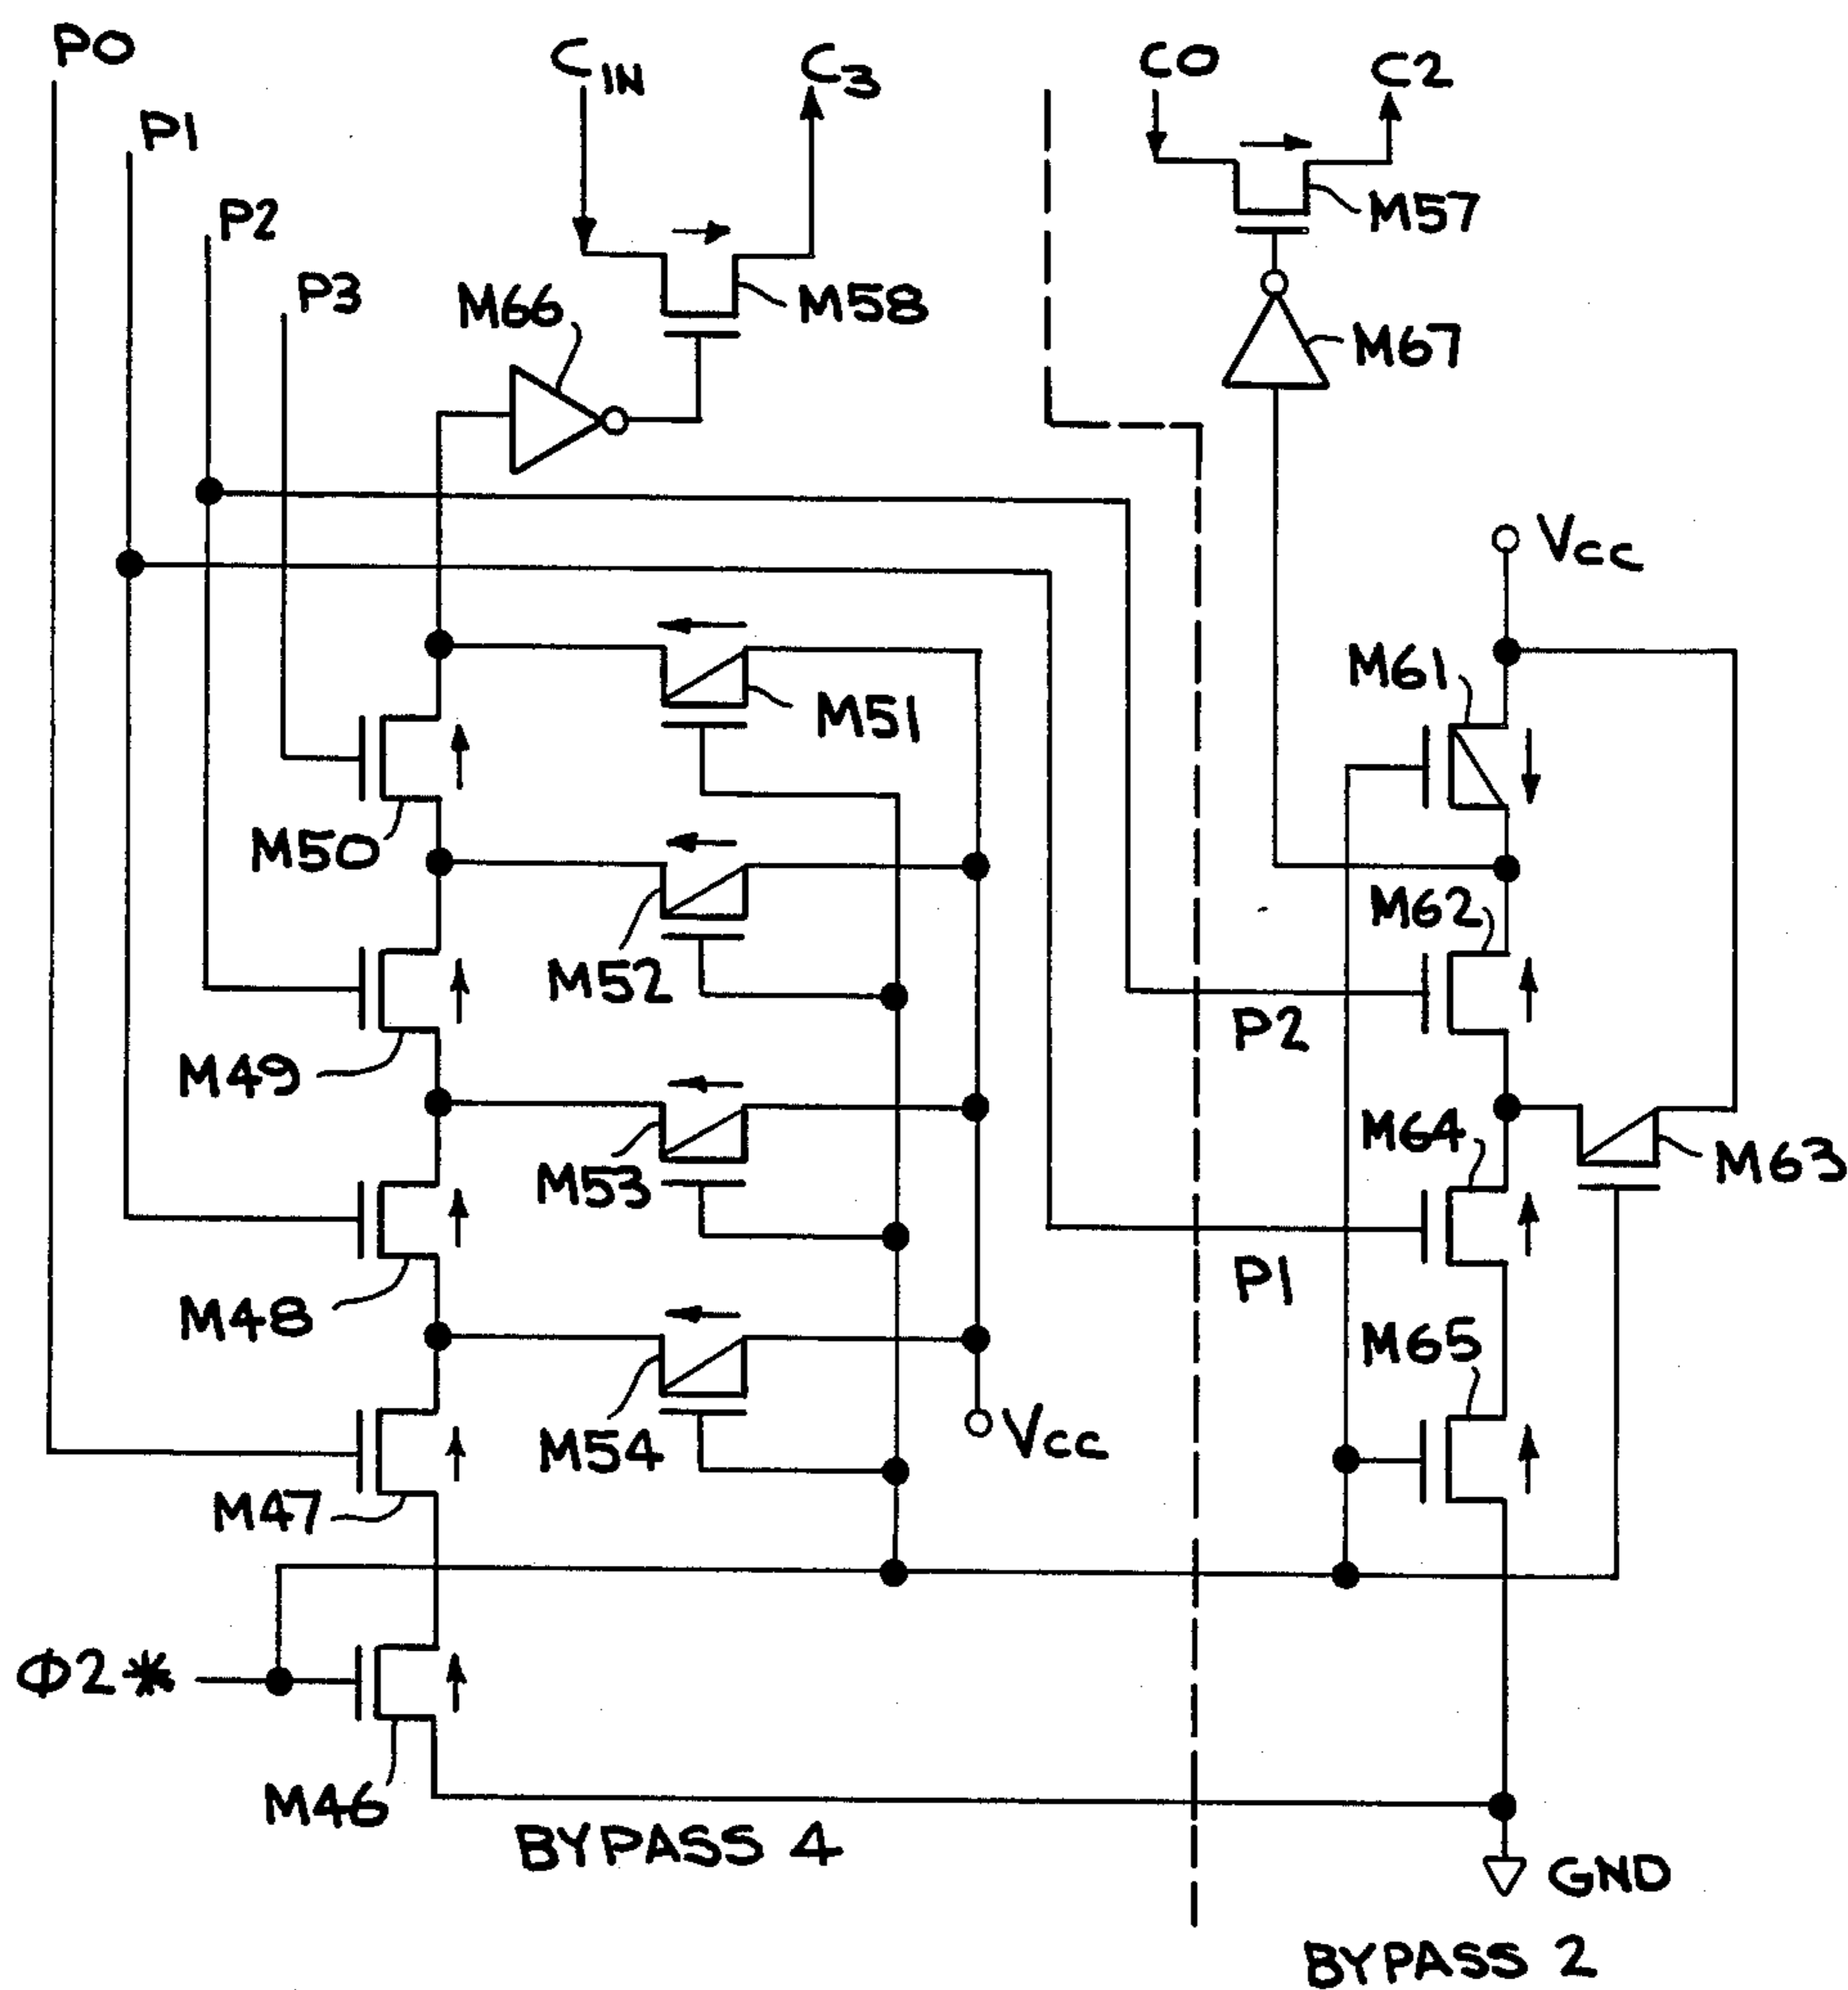 P0
C IN
C3
C0
C2
P1
P2
P3
M66
M58
M57
M67
Vcc
M61
M51
M50
M62
M52
P2
M49
M64
M63
M53
P1
M48
M65
M54
Vcc
M47
Φ2*
M46
BYPASS 4
GND
BYPASS 2